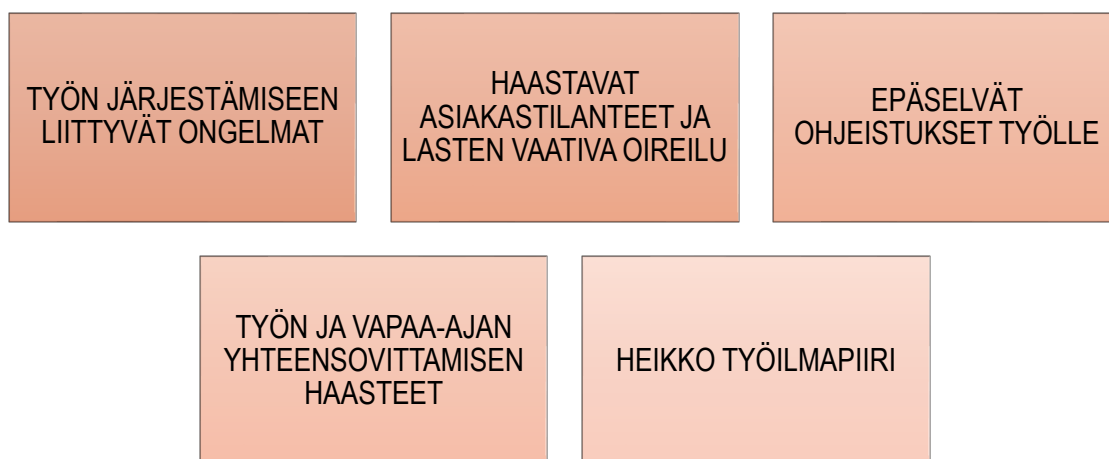 TYÖN JÄRJESTÄMISEEN
LIITTYVÄT ONGELMAT
HAASTAVAT
ASIAKASTILANTEET JA
LASTEN VAATIVA OIREILU
EPÄSELVÄT
OHJEISTUKSET TYÖLLE
TYÖN JA VAPAA-AJAN
YHTEENSOVITTAMISEN
HAASTEET
HEIKKO TYÖILMAPIIRI